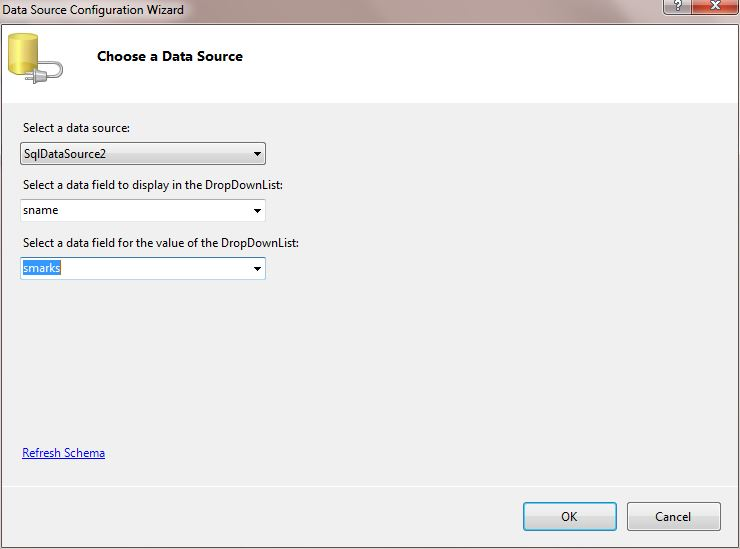 Data Source Configuration Wizard
?
Choose a Data Source
Select a data source:
SqlDataSource2
Select a data field to display in the DropDownList:
sname
Select a data field for the value of the DropDownList:
smarks
Refresh Schema
OK
Cancel